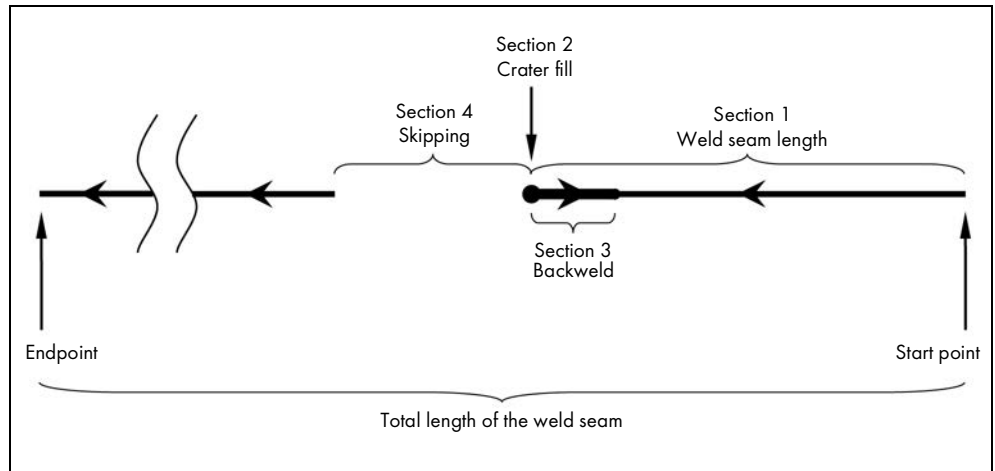 Section 2
Crater fill
Section 4
Skipping
Section 1
Weld seam length
Section 3
Backweld
Endpoint
Start point
Total length of the weld seam